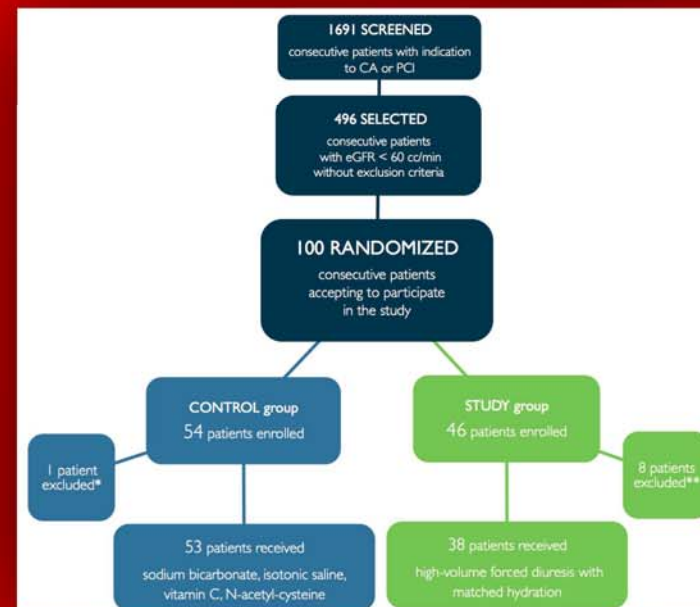 1691 SCREENED
consecutive patients with indication
to CA or PCI
496 SELECTED
consecutive patients
with eGFR < 60 cc/min
without exclusion criteria
100 RANDOMIZED
consecutive patients
accepting to participate
in the study
CONTROL group
54 patients enrolled
STUDY group
46 patients enrolled
1 patient
excluded*
8 patients
excluded**
53 patients received
sodium bicarbonate, isotonic saline,
vitamin C, N-acetyl-cysteine
38 patients received
high-volume forced diuresis with
matched hydration